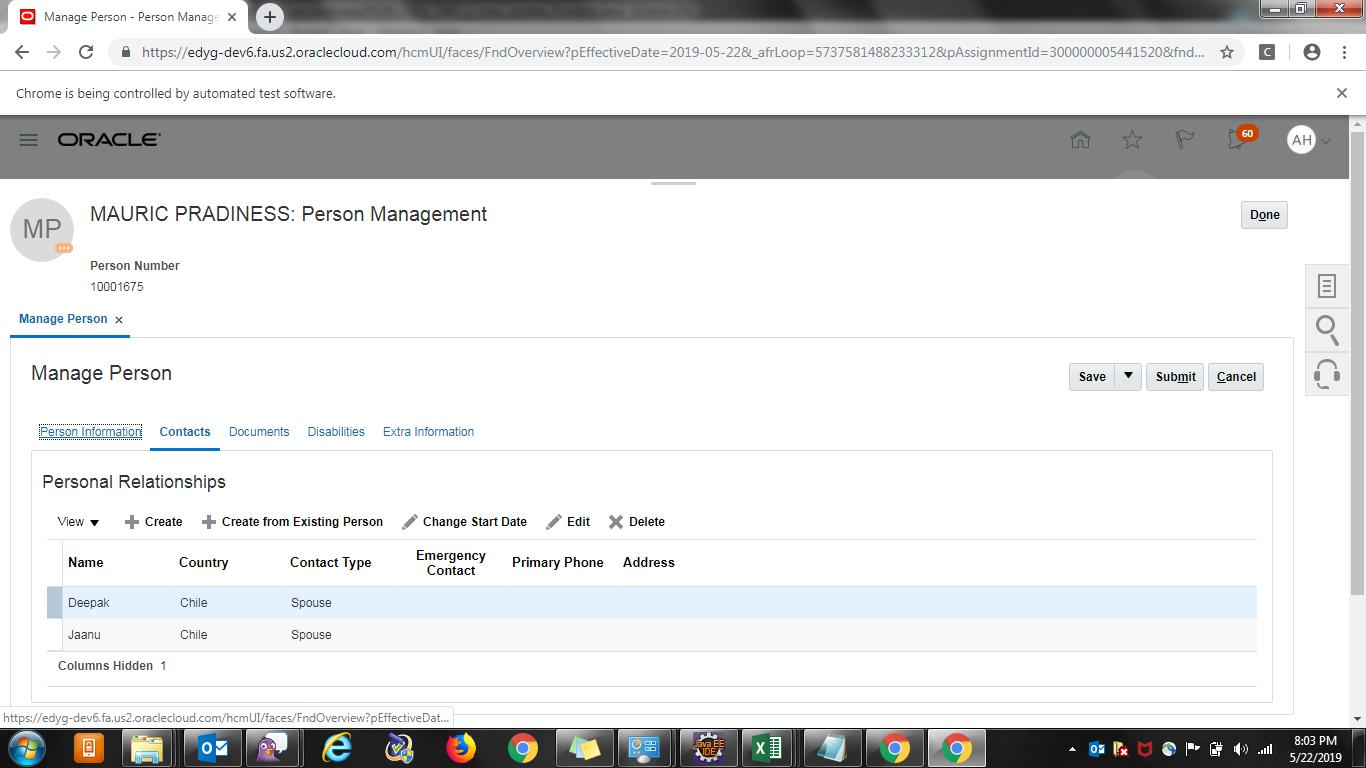 Manage Person - Person Manage
https://edyg-dev6.fa.us2.oraclecloud.com/hcmUI/faces/FndOverview?pEffectiveDate=2019-05-22&_afrLoop=5737581488233312&pAssignmentId=300000005441520&fnd...
C
Chrome is being controlled by automated test software.
ORACLE
60
AH
MP
MAURIC PRADINESS: Person Management
Done
Person Number
10001675
Manage Person
Manage Person
Save
Submit
Cancel
Person Information Contacts Documents Disabilities Extra Information
Personal Relationships
View Create Create from Existing Person Change Start Date Edit Delete
Name Country Contact Type Emergency Contact Primary Phone Address
Deepak Chile Spouse
Jaanu Chile Spouse
Columns Hidden 1
https://edyg-dev6.fa.us2.oraclecloud.com/hcmUI/faces/FndOverview?pEffectiveDat...
Java EE
IDE
8:03 PM
5/22/2019